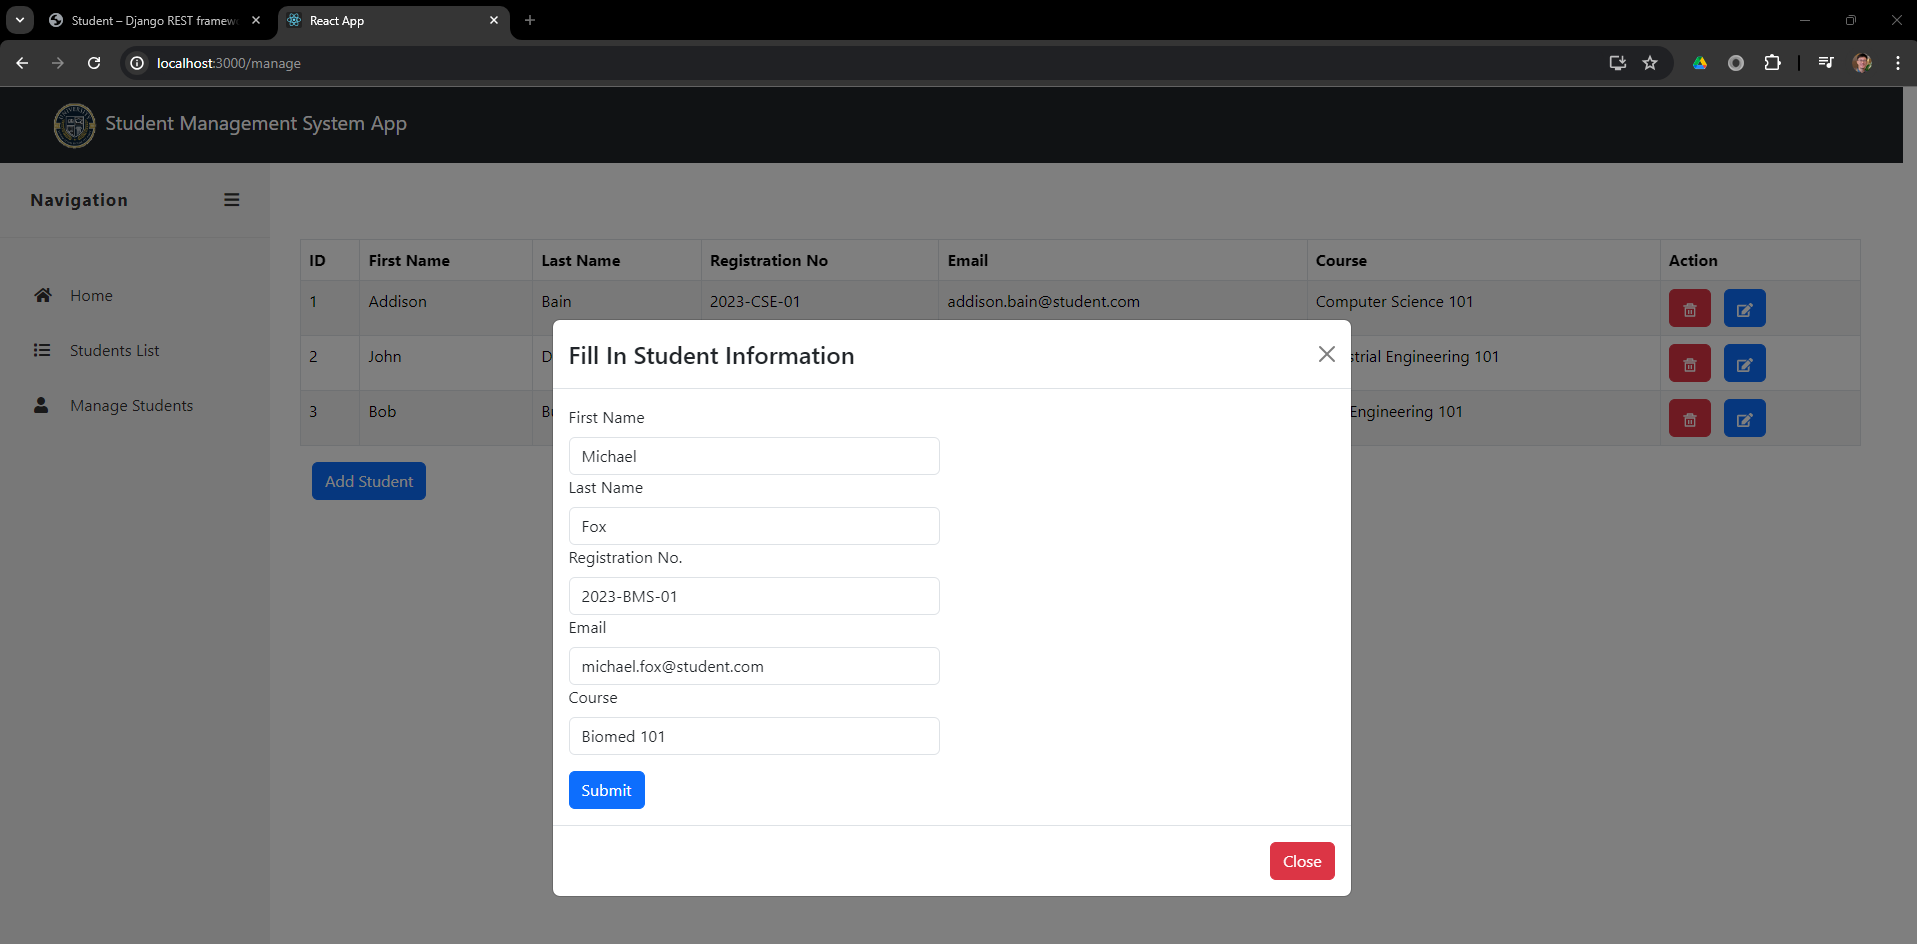 Student – Django REST framew
React App
localhost:3000/manage
Student Management System App
Navigation
Home
Students List
Manage Students
ID First Name Last Name Registration No Email Course Action
1 Addison Bain 2023-CSE-01 addison.bain@student.com Computer Science 101
2 John D strial Engineering 101
3 Bob B Engineering 101
Add Student
Fill In Student Information
First Name
Michael
Last Name
Fox
Registration No.
2023-BMS-01
Email
michael.fox@student.com
Course
Biomed 101
Submit
Close